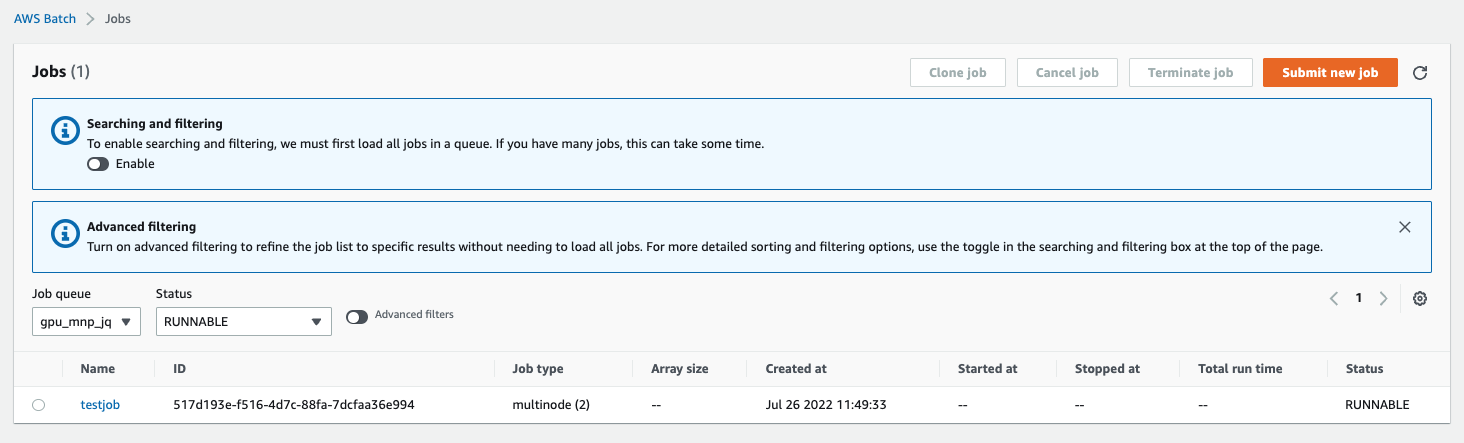 AWS Batch > Jobs
Jobs (1)
Clone job Cancel job Terminate job Submit new job
Searching and filtering
To enable searching and filtering, we must first load all jobs in a queue. If you have many jobs, this can take some time.
Enable
Advanced filtering
Turn on advanced filtering to refine the job list to specific results without needing to load all jobs. For more detailed sorting and filtering options, use the toggle in the searching and filtering box at the top of the page.
Job queue Status
gpu_mnp_jq RUNNABLE Advanced filters 1
Name ID Job type Array size Created at Started at Stopped at Total run time Status
testjob 517d193e-f516-4d7c-88fa-7dcfaa36e994 multinode (2) -- Jul 26 2022 11:49:33 -- -- -- RUNNABLE